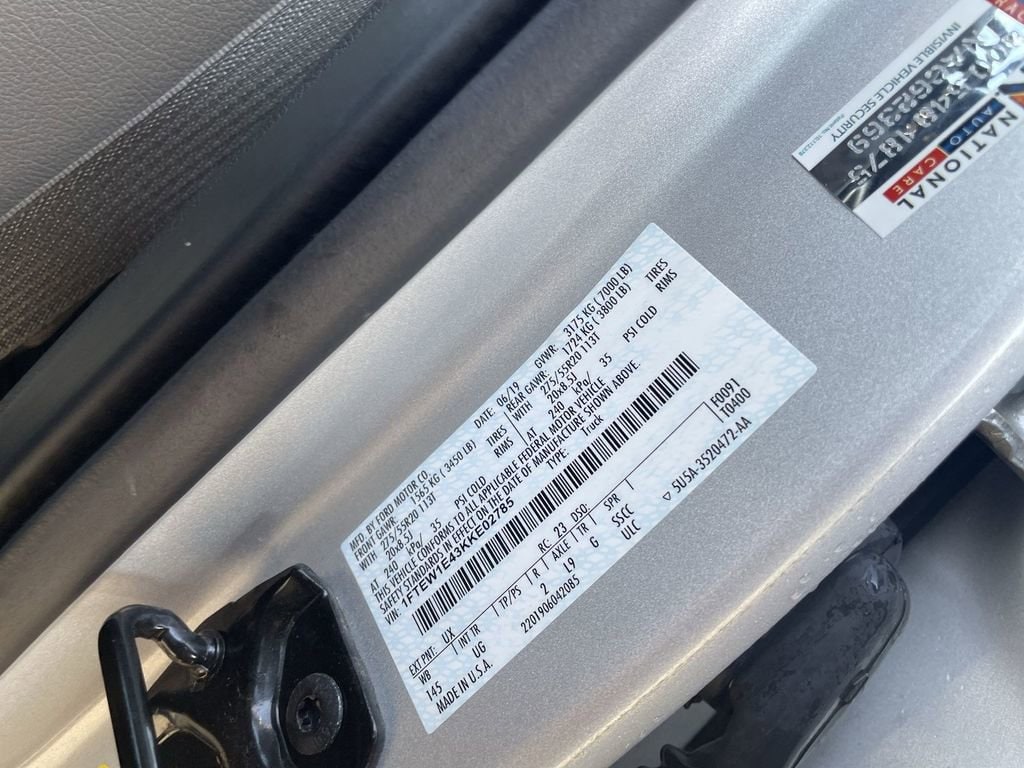 MFD. BY FORD MOTOR CO.
DATE: 06/19 GVWR: 3175 KG ( 7000 LB)
FRONT GAWR: 1565 KG ( 3450 LB) REAR GAWR: 1724 KG ( 3800 LB)
WITH 275/55R20 113T TIRES WITH 275/55R20 113T TIRES
20x8.5J RIMS 20x8.5J RIMS
AT 240 kPa/ 35 PSI COLD AT 240 kPa/ 35 PSI COLD
THIS VEHICLE CONFORMS TO ALL APPLICABLE FEDERAL MOTOR VEHICLE
SAFETY STANDARDS IN EFFECT ON THE DATE OF MANUFACTURE SHOWN ABOVE.
VIN: 1FTEW1E43KKE02785
TYPE: Truck
EXT PNT: UX RC: 23 DSO: F0091
WB INT TR TP/PS R AXLE TR SPR T0400
145 UG 2 L9 G SSCC
MADE IN U.S.A. 220190604208S ULC
5U5A-3520472-AA
INVISIBLE VEHICLE SECURITY
NATIONAL
AUTO CARE